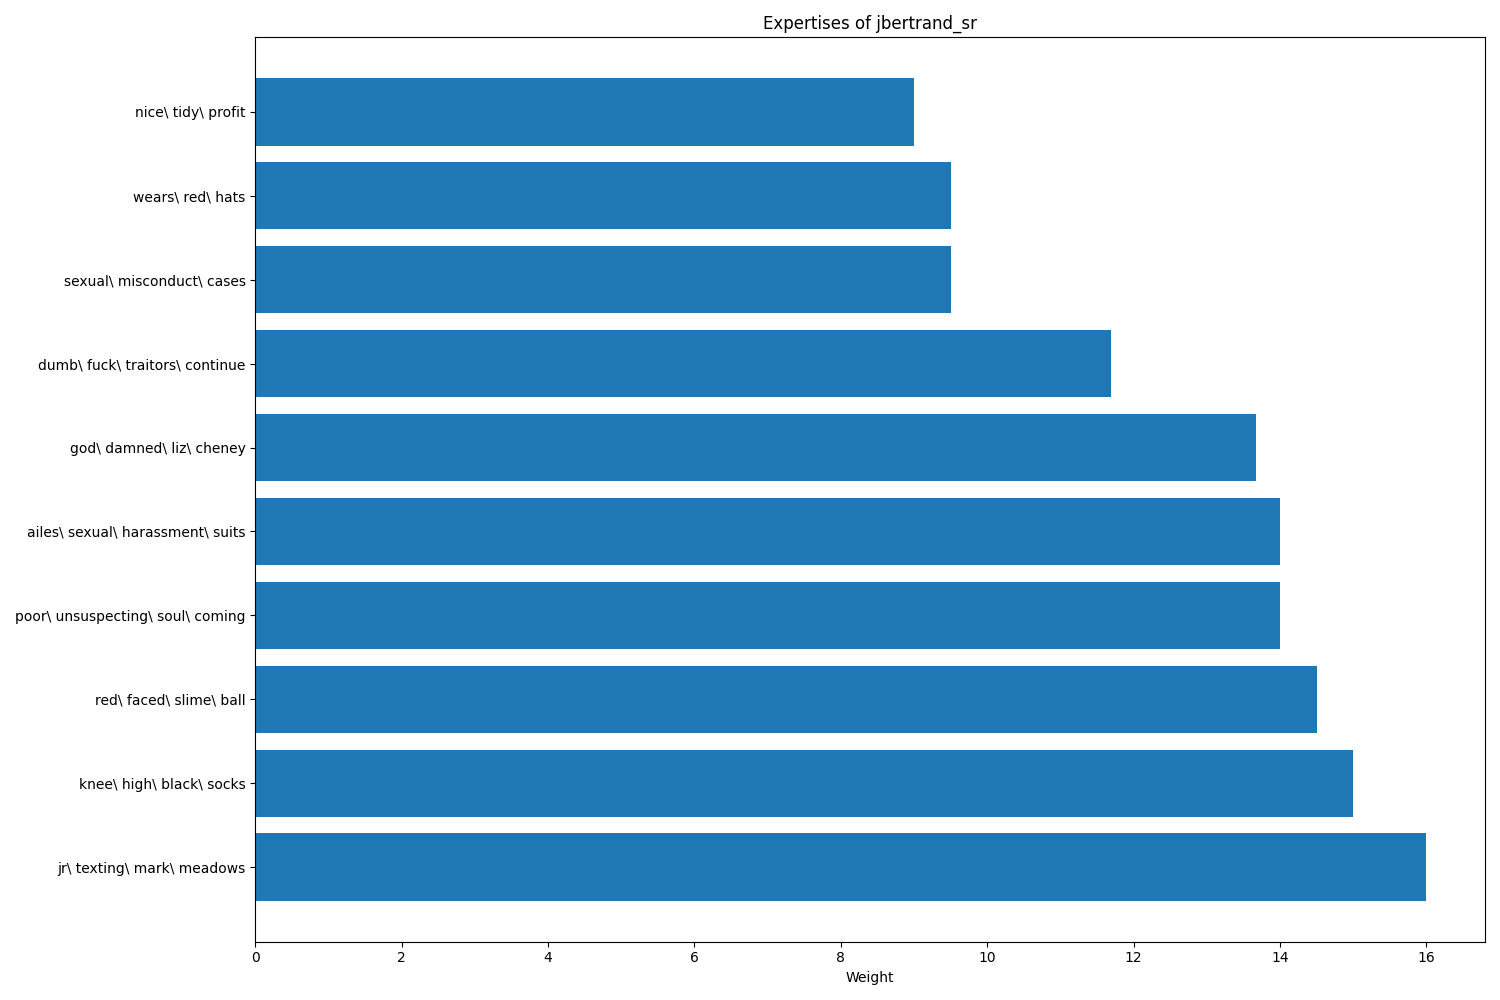 Expertises of jbertrand_sr
nice\ tidy\ profit
wears\ red\ hats
sexual\ misconduct\ cases
dumb\ fuck\ traitors\ continue
god\ damned\ liz\ cheney
ailes\ sexual\ harassment\ suits
poor\ unsuspecting\ soul\ coming
red\ faced\ slime\ ball
knee\ high\ black\ socks
jr\ texting\ mark\ meadows
0 2 4 6 8 10 12 14 16
Weight